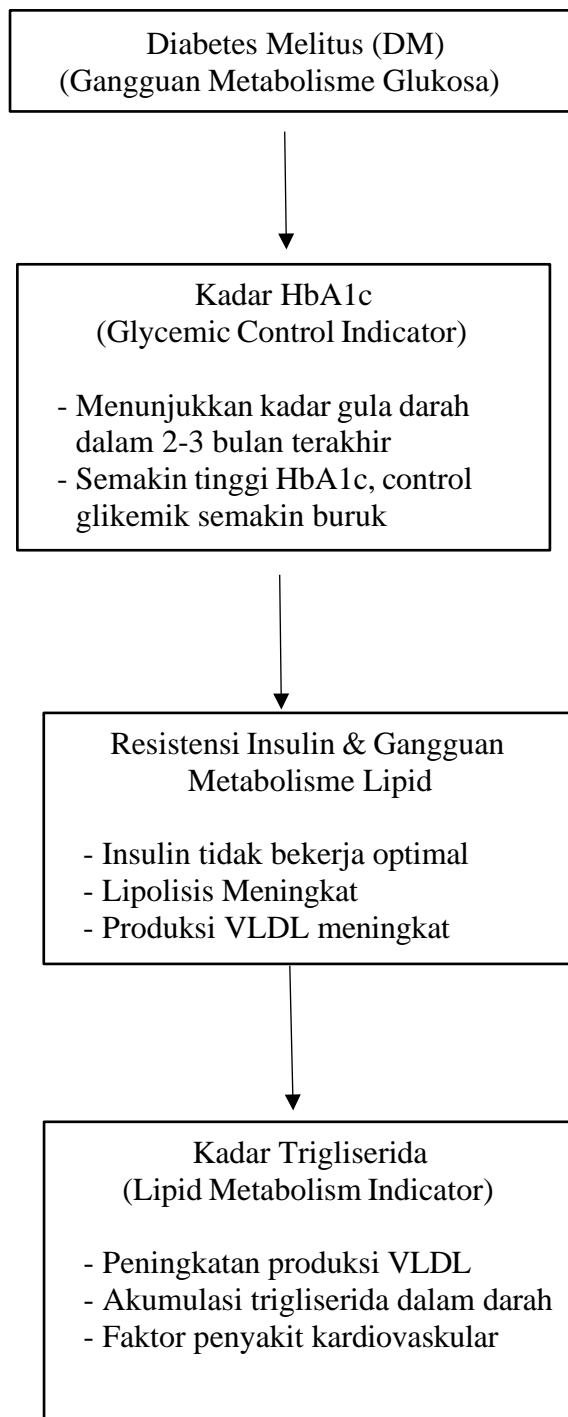 Diabetes Melitus (DM)
(Gangguan Metabolisme Glukosa)
Kadar HbA1c
(Glycemic Control Indicator)
- Menunjukkan kadar gula darah
dalam 2-3 bulan terakhir
- Semakin tinggi HbA1c, control
glikemik semakin buruk
Resistensi Insulin & Gangguan
Metabolisme Lipid
- Insulin tidak bekerja optimal
- Lipolisis Meningkat
- Produksi VLDL meningkat
Kadar Trigliserida
(Lipid Metabolism Indicator)
- Peningkatan produksi VLDL
- Akumulasi trigliserida dalam darah
- Faktor penyakit kardiovaskular